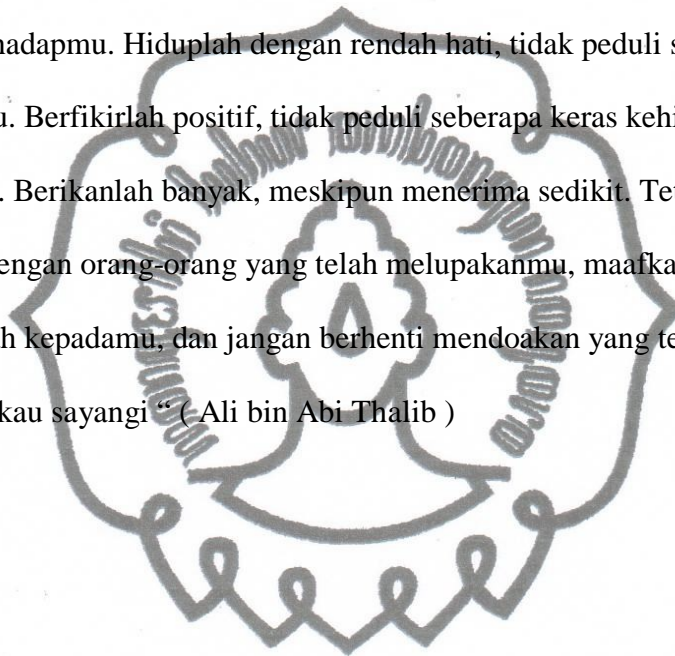 hadapmu. Hiduplah dengan rendah hati, tidak peduli s
u. Berfikirlah positif, tidak peduli seberapa keras kehi
. Berikanlah banyak, meskipun menerima sedikit. Te
engan orang-orang yang telah melupakanmu, maafka
h kepadamu, dan jangan berhenti mendoakan yang te
kau sayangi “ ( Ali bin Abi Thalib )